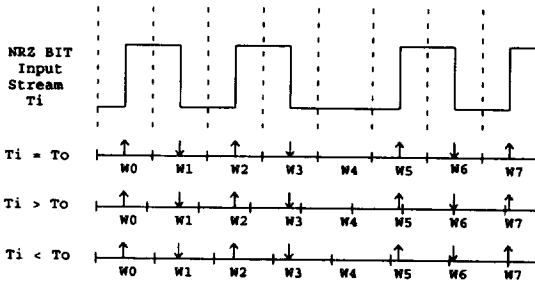 NRZ BIT
Input
Stream
Ti
Ti = To
W0 W1 W2 W3 W4 W5 W6 W7
Ti > To
W0 W1 W2 W3 W4 W5 W6 W7
Ti < To
W0 W1 W2 W3 W4 W5 W6 W7